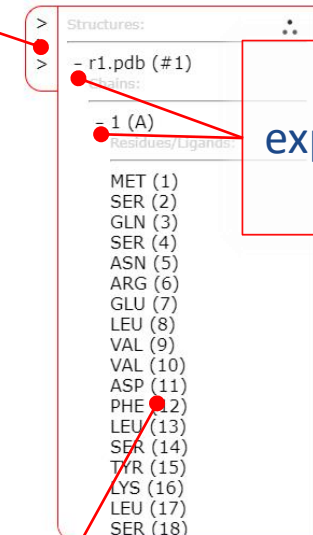 >
>
Structures:
– r1.pdb (#1)
Chains:
– 1 (A)
Residues/Ligands:
exp
MET (1)
SER (2)
GLN (3)
SER (4)
ASN (5)
ARG (6)
GLU (7)
LEU (8)
VAL (9)
VAL (10)
ASP (11)
PHE (12)
LEU (13)
SER (14)
TYR (15)
LYS (16)
LEU (17)
SER (18)